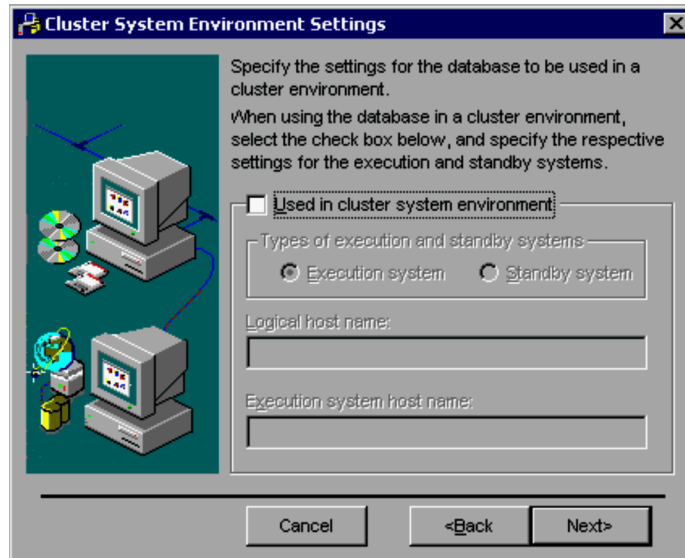 Cluster System Environment Settings
Specify the settings for the database to be used in a
cluster environment.
When using the database in a cluster environment,
select the check box below, and specify the respective
settings for the execution and standby systems.
Used in cluster system environment
Types of execution and standby systems
Execution system Standby system
Logical host name:
Execution system host name:
Cancel <Back Next>